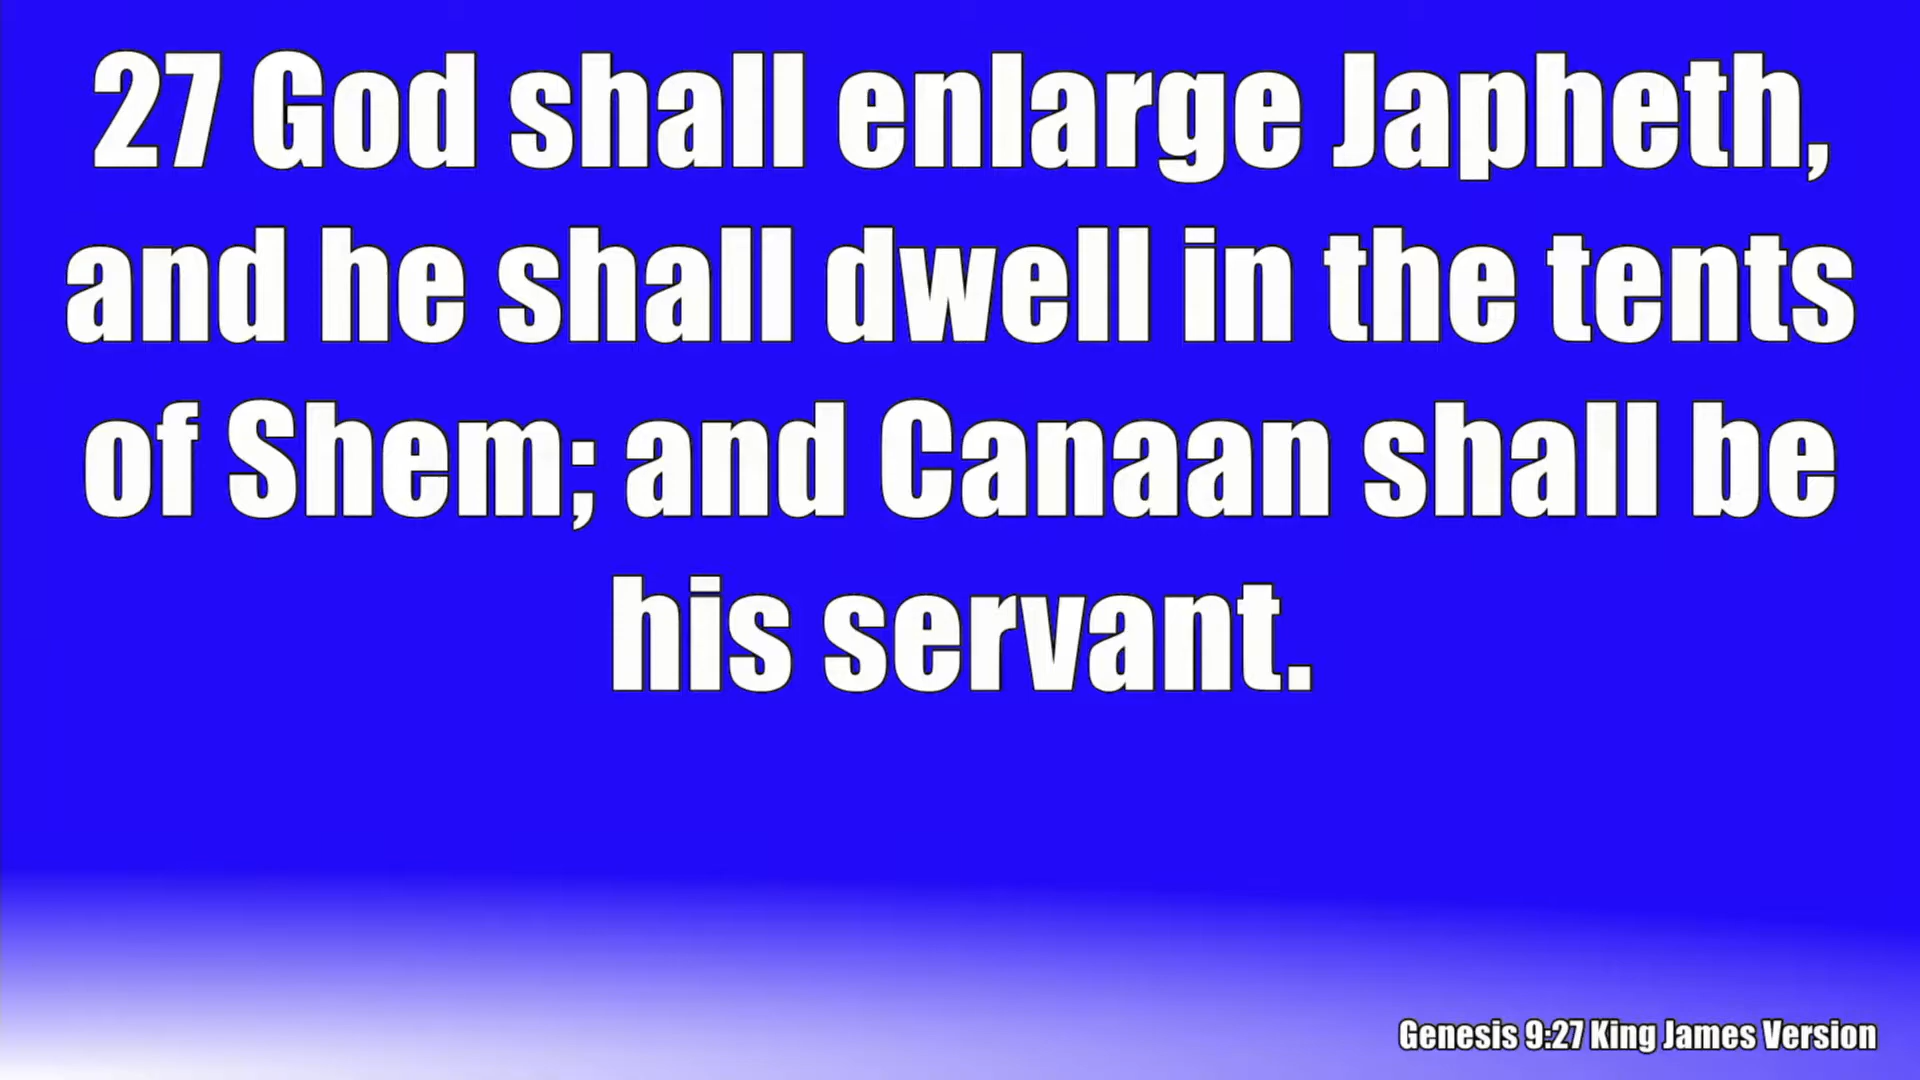 27 God shall enlarge Japheth,
and he shall dwell in the tents
of Shem; and Canaan shall be
his servant.
Genesis 9:27 King James Version